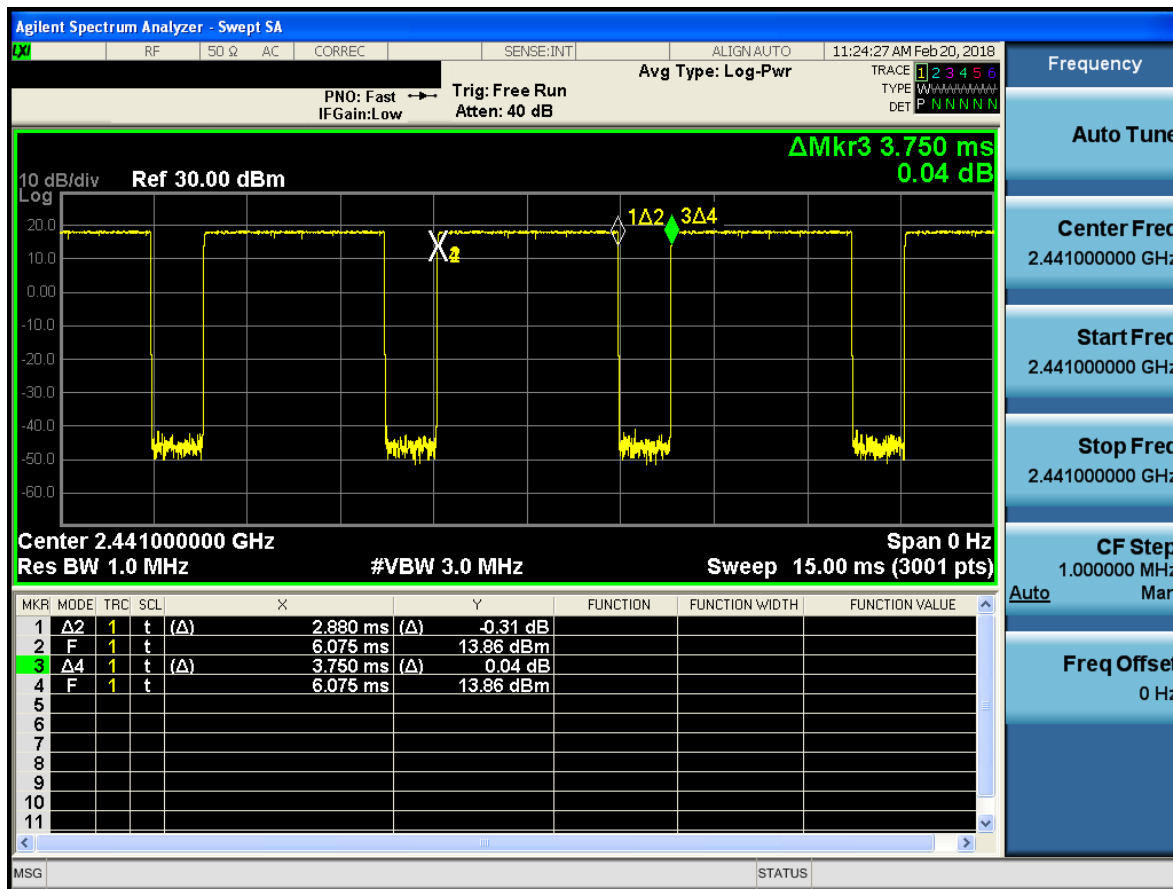 Agilent Spectrum Analyzer - Swept SA
LXI RF 50 Ω AC CORREC SENSE:INT ALIGN AUTO 11:24:27 AM Feb 20, 2018
Frequency
PNO: Fast
IFGain:Low
Trig: Free Run
Atten: 40 dB
Avg Type: Log-Pwr
TRACE 1 2 3 4 5 6
TYPE WWWWWW
DET P N N N N N
ΔMkr3 3.750 ms
0.04 dB
10 dB/div Ref 30.00 dBm
Log
20.0
10.0
0.00
-10.0
-20.0
-30.0
-40.0
-50.0
-60.0
1Δ2 3Δ4
Center 2.441000000 GHz Span 0 Hz
Res BW 1.0 MHz #VBW 3.0 MHz Sweep 15.00 ms (3001 pts)
MKR MODE TRC SCL X Y FUNCTION FUNCTION WIDTH FUNCTION VALUE
1 Δ2 1 t (Δ) 2.880 ms (Δ) -0.31 dB
2 F 1 t 6.075 ms 13.86 dBm
3 Δ4 1 t (Δ) 3.750 ms (Δ) 0.04 dB
4 F 1 t 6.075 ms 13.86 dBm
5
6
7
8
9
10
11
MSG STATUS
Auto Tune
Center Freq
2.441000000 GHz
Start Freq
2.441000000 GHz
Stop Freq
2.441000000 GHz
CF Step
1.000000 MHz
Auto Man
Freq Offset
0 Hz